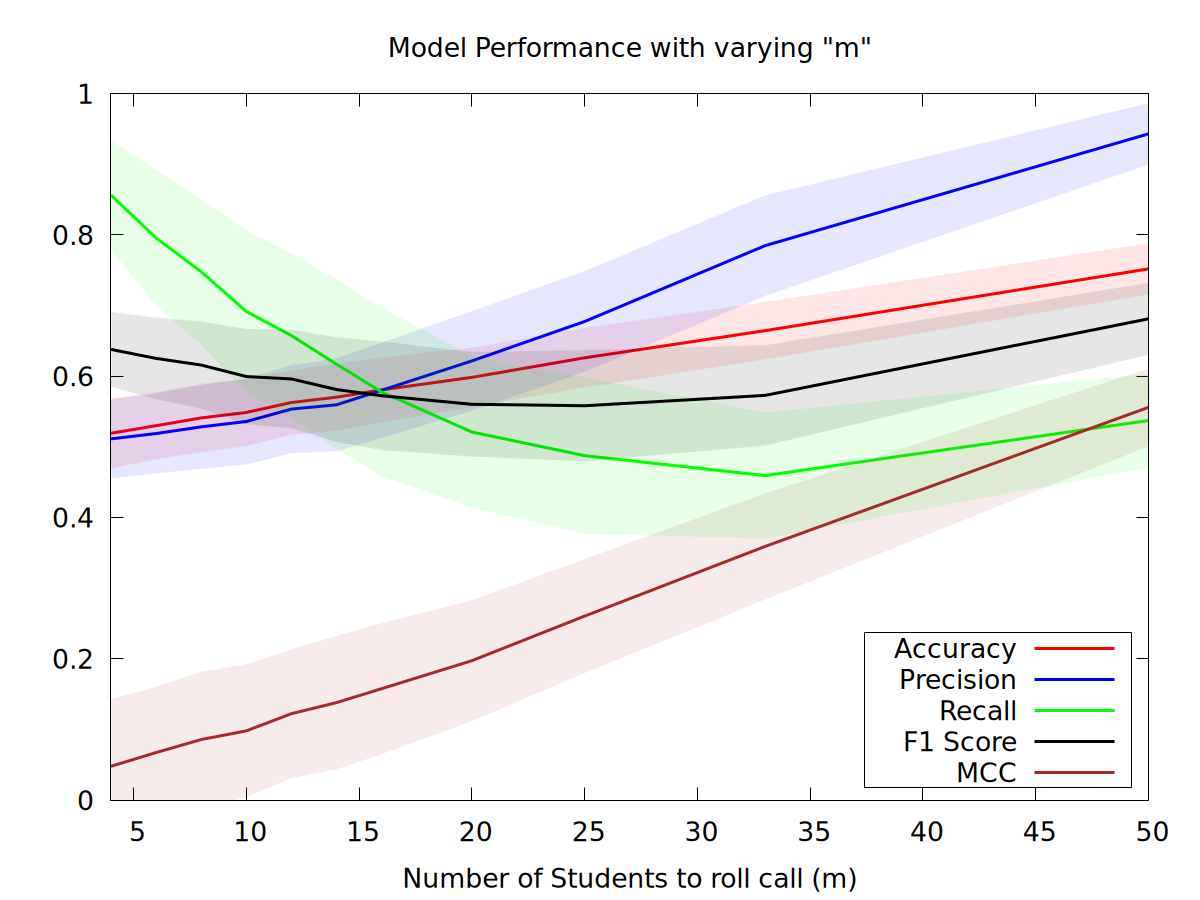 Model Performance with varying "m"
1
0.8
0.6
0.4
0.2
0
Accuracy
Precision
Recall
F1 Score
MCC
5 10 15 20 25 30 35 40 45 50
Number of Students to roll call (m)